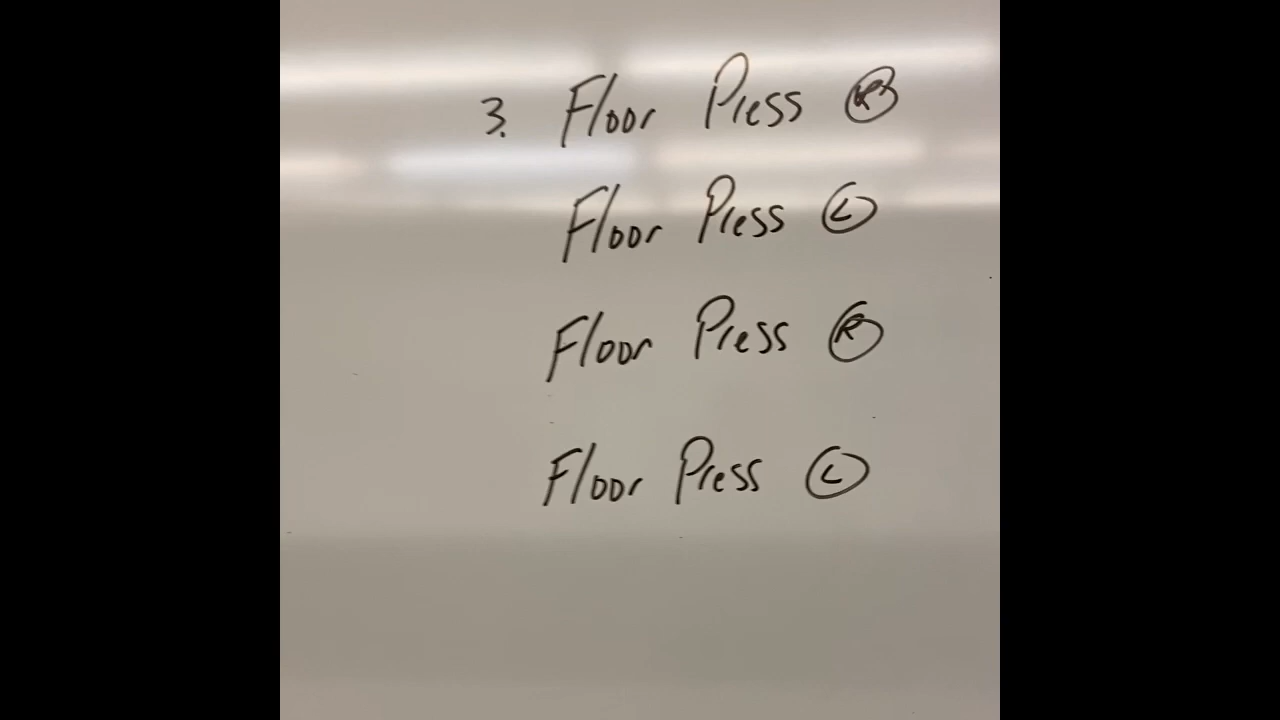 3. Floor Press Ⓡ
Floor Press Ⓛ
Floor Press Ⓡ
Floor Press Ⓛ